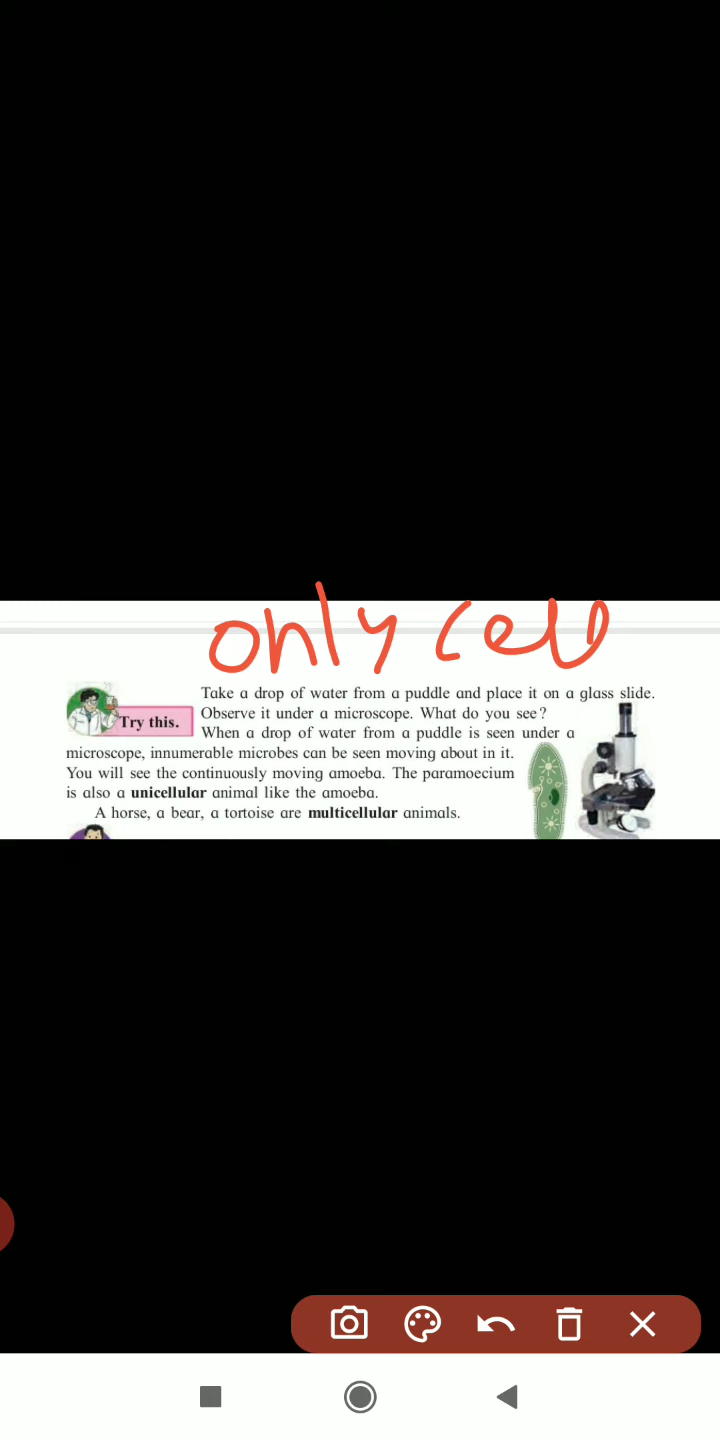 only cell
Take a drop of water from a puddle and place it on a glass slide.
Try this.
Observe it under a microscope. What do you see?
When a drop of water from a puddle is seen under a
microscope, innumerable microbes can be seen moving about in it.
You will see the continuously moving amoeba. The paramoecium
is also a unicellular animal like the amoeba.
A horse, a bear, a tortoise are multicellular animals.